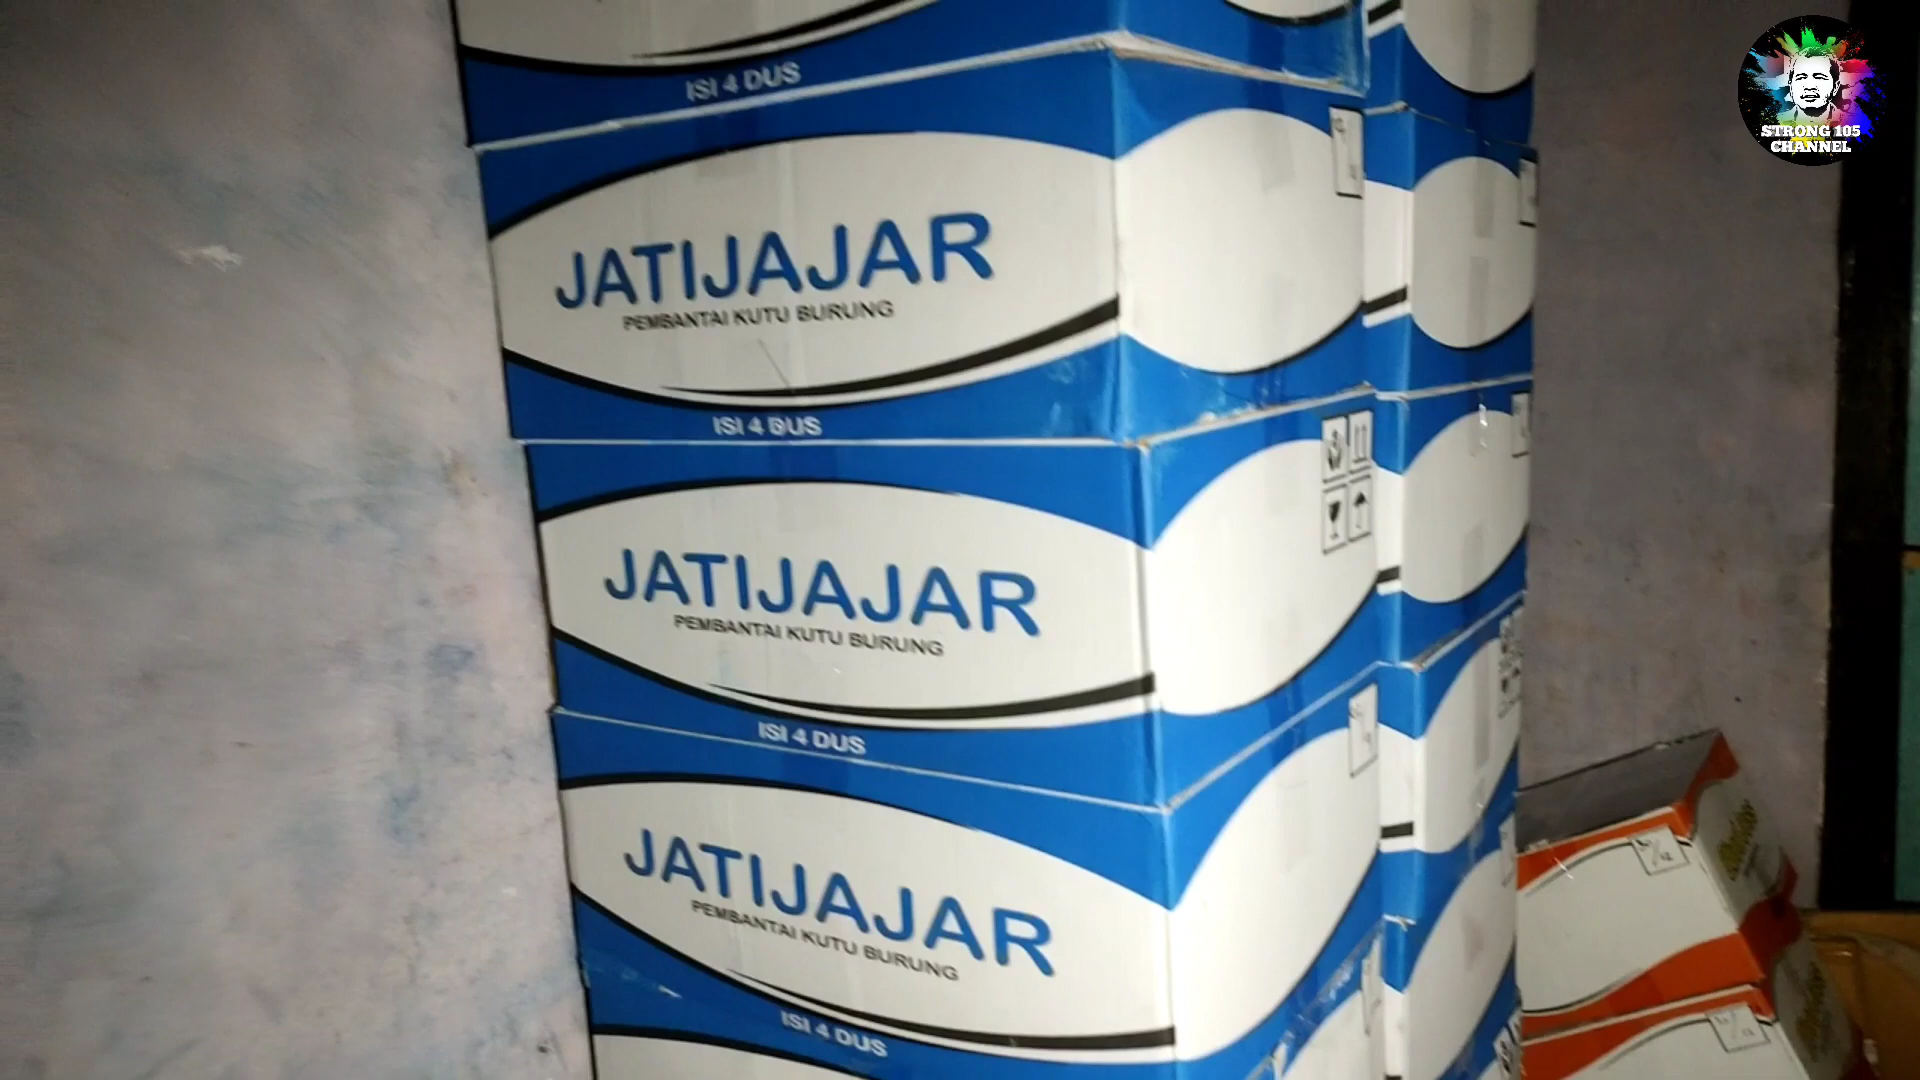 ISI 4 DUS
JATIJAJAR
PEMBANTAI KUTU BURUNG
ISI 4 DUS
JATIJAJAR
PEMBANTAI KUTU BURUNG
ISI 4 DUS
JATIJAJAR
PEMBANTAI KUTU BURUNG
ISI 4 DUS
STRONG 105
CHANNEL